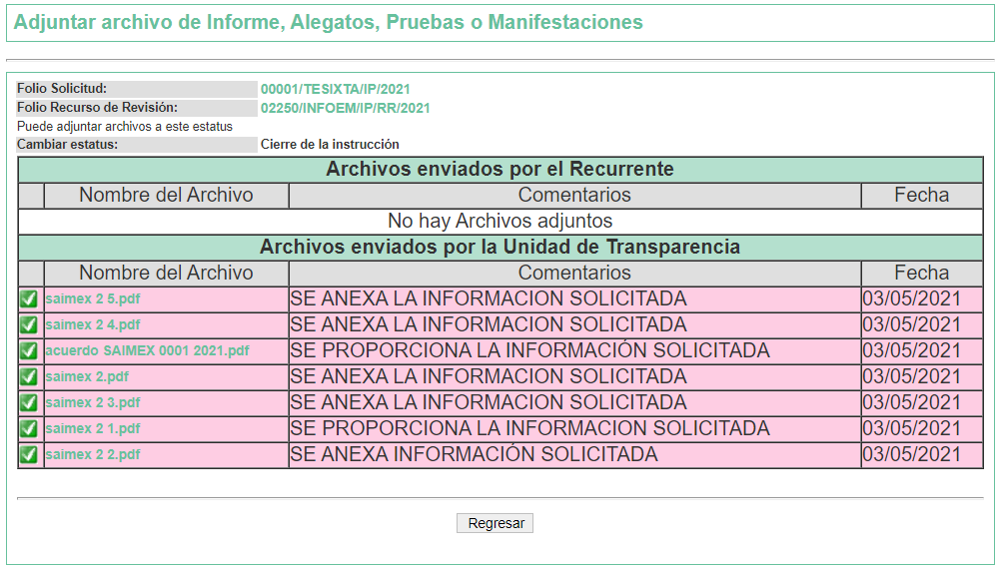 Adjuntar archivo de Informe, Alegatos, Pruebas o Manifestaciones
Folio Solicitud: 00001/TESIXTA/IP/2021
Folio Recurso de Revisión: 02250/INFOEM/IP/RR/2021
Puede adjuntar archivos a este estatus
Cambiar estatus: Cierre de la instrucción
Archivos enviados por el Recurrente
Nombre del Archivo Comentarios Fecha
No hay Archivos adjuntos
Archivos enviados por la Unidad de Transparencia
Nombre del Archivo Comentarios Fecha
saimex 2 5.pdf SE ANEXA LA INFORMACION SOLICITADA 03/05/2021
saimex 2 4.pdf SE ANEXA LA INFORMACION SOLICITADA 03/05/2021
acuerdo SAIMEX 0001 2021.pdf SE PROPORCIONA LA INFORMACIÓN SOLICITADA 03/05/2021
saimex 2.pdf SE ANEXA LA INFORMACION SOLICITADA 03/05/2021
saimex 2 3.pdf SE ANEXA LA INFORMACION SOLICITADA 03/05/2021
saimex 2 1.pdf SE PROPORCIONA LA INFORMACION SOLICITADA 03/05/2021
saimex 2 2.pdf SE ANEXA INFORMACIÓN SOLICITADA 03/05/2021
Regresar